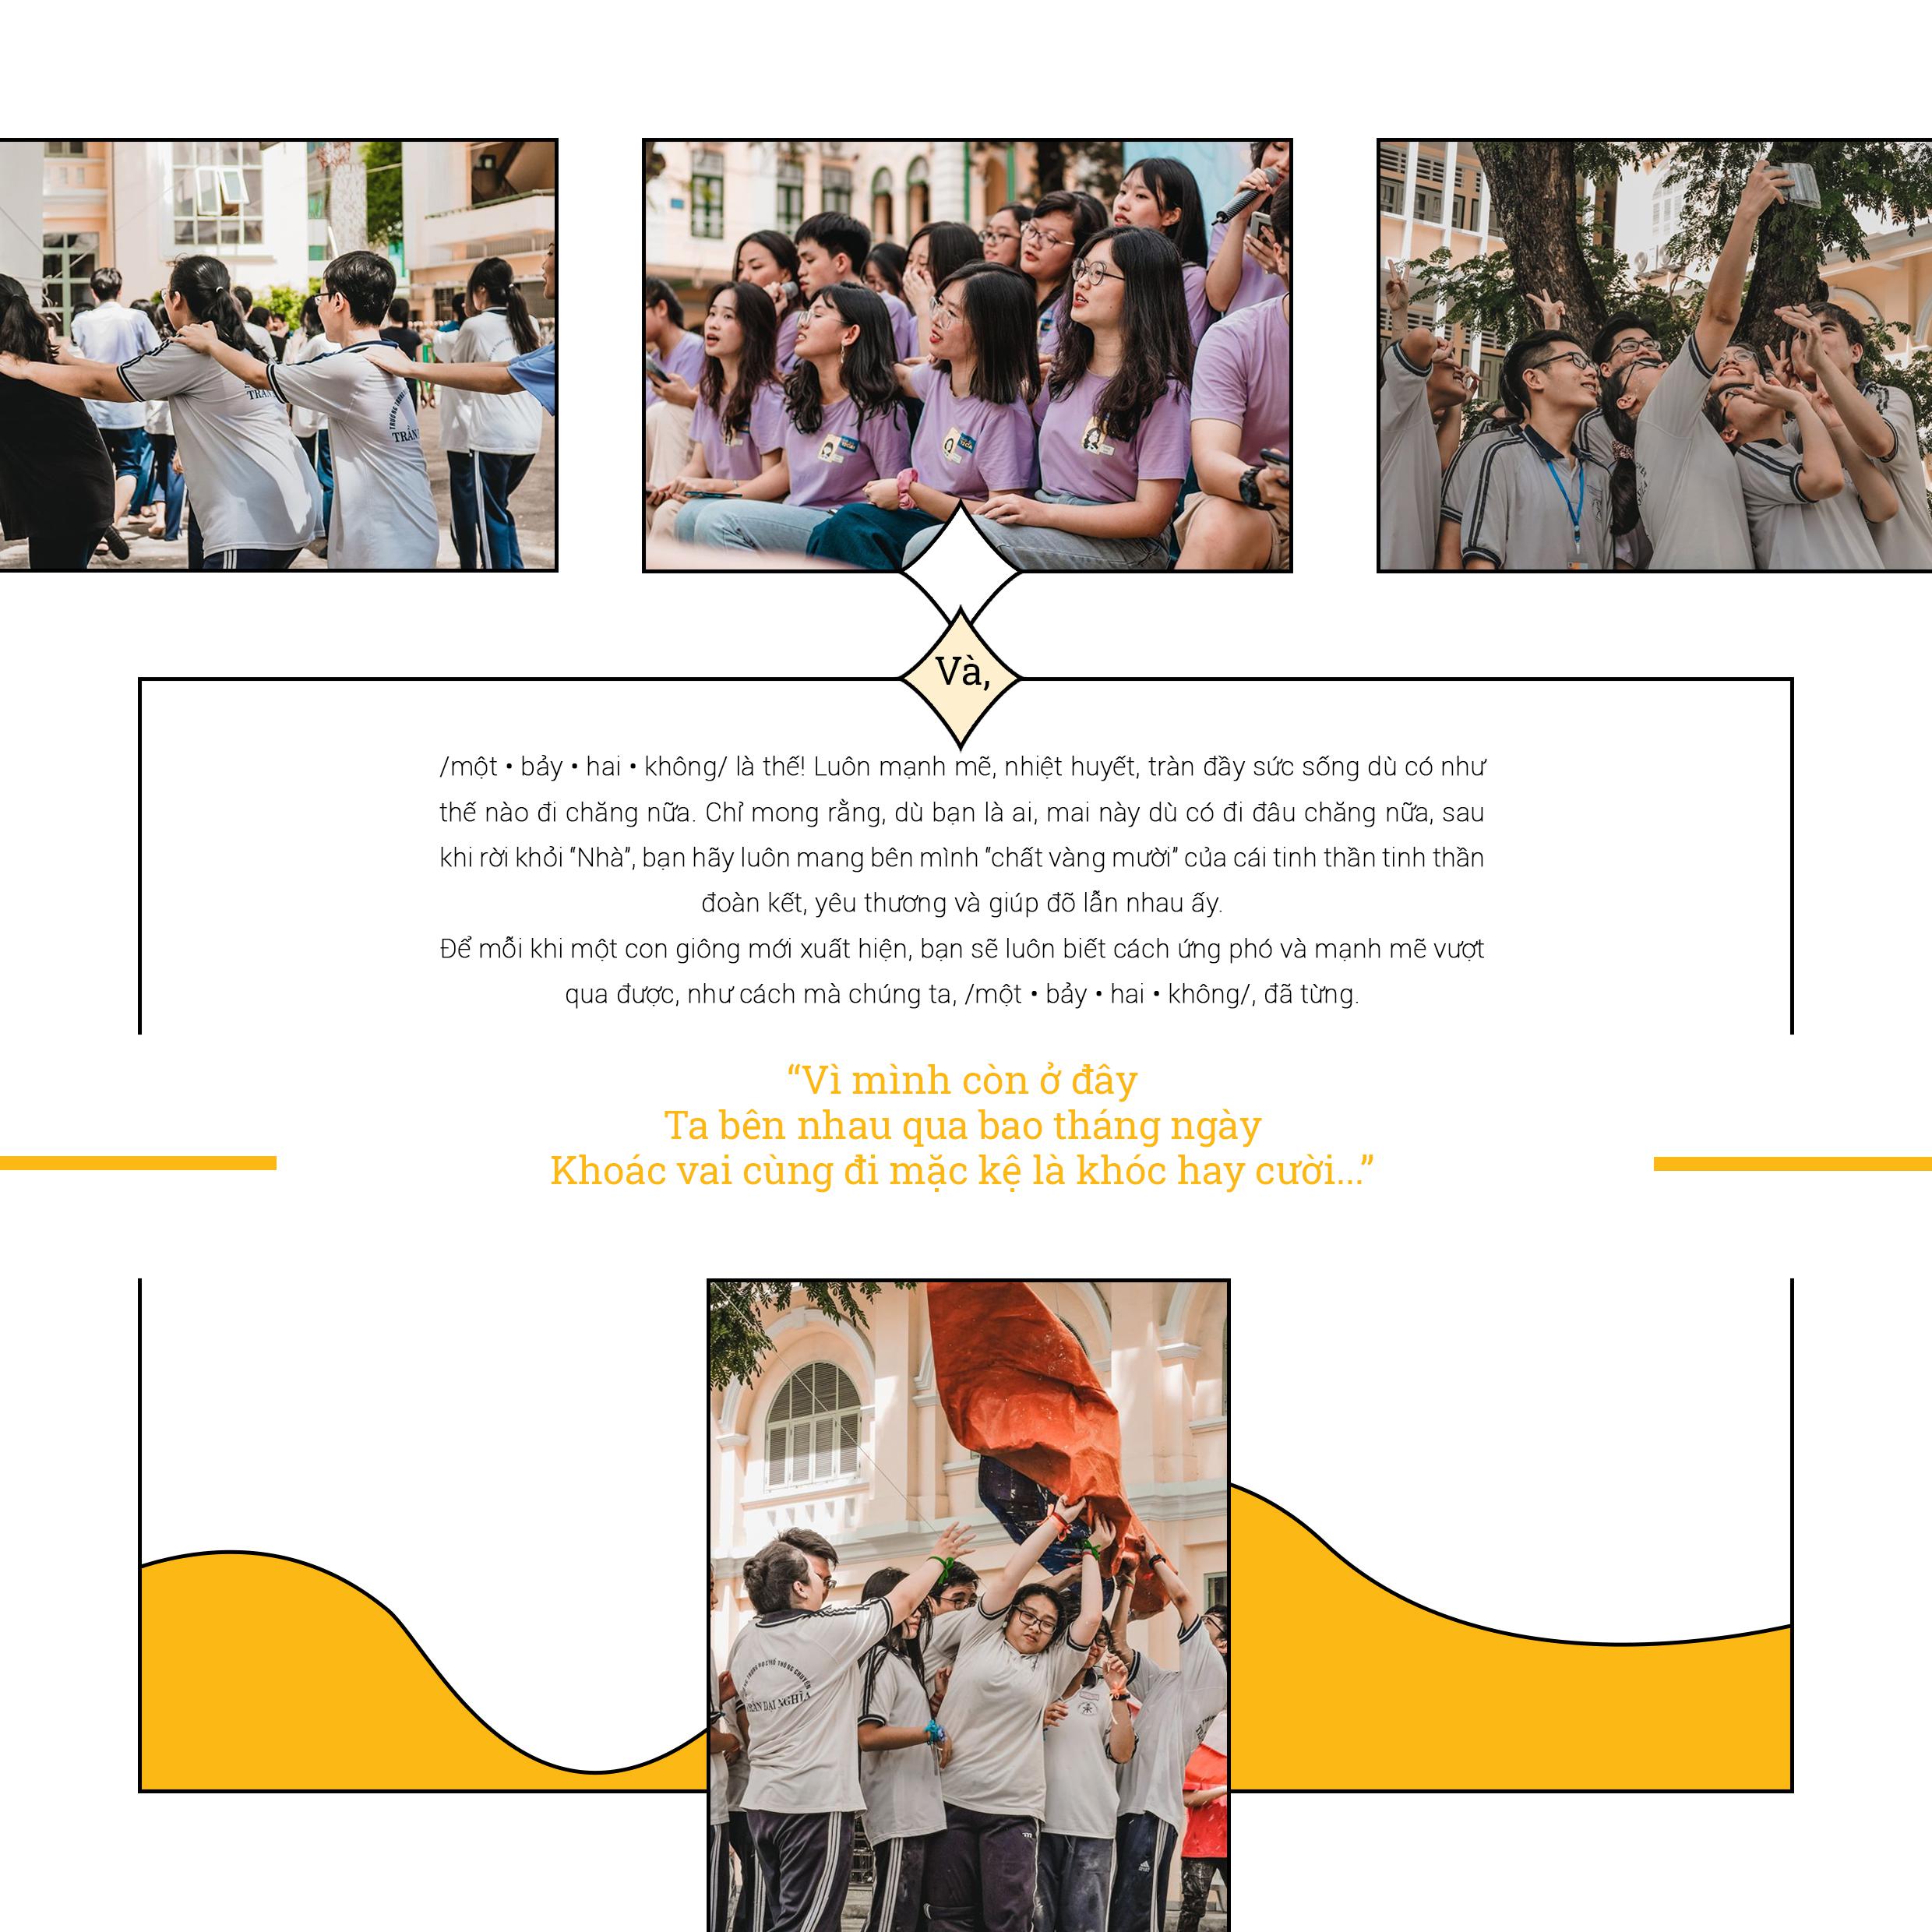 TRẦN
TRƯỜNG TRUNG
TRẦN
Và,
/một • bảy • hai • không/ là thế! Luôn mạnh mẽ, nhiệt huyết, tràn đầy sức sống dù có như
thế nào đi chăng nữa. Chỉ mong rằng, dù bạn là ai, mai này dù có đi đâu chăng nữa, sau
khi rời khỏi "Nhà", bạn hãy luôn mang bên mình "chất vàng mười" của cái tinh thần tinh thần
đoàn kết, yêu thương và giúp đõ lẫn nhau ấy.
Để mỗi khi một con giông mới xuất hiện, bạn sẽ luôn biết cách ứng phó và mạnh mẽ vượt
qua được, như cách mà chúng ta, /một • bảy • hai • không/, đã từng.
“Vì mình còn ở đây
Ta bên nhau qua bao tháng ngày
Khoác vai cùng đi mặc kệ là khóc hay cười...”
TRẦN ĐẠI NGHĨA